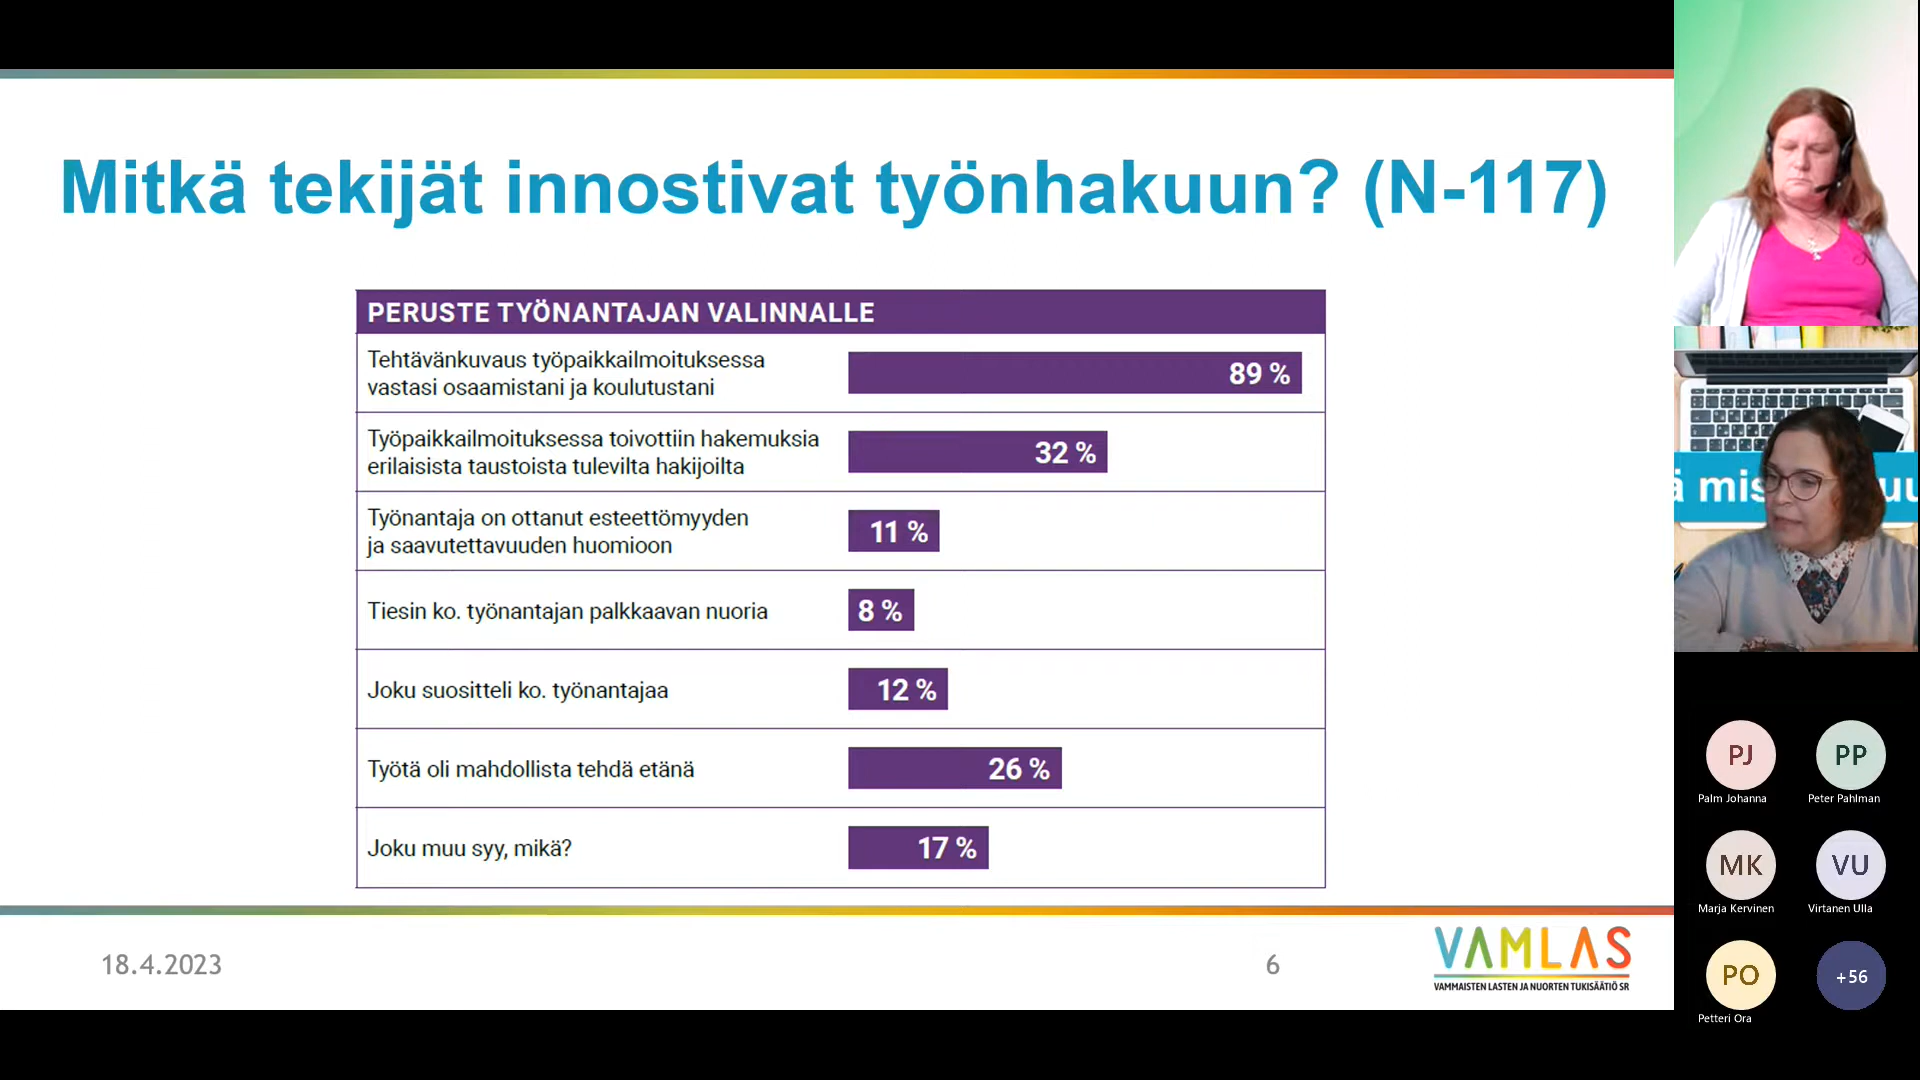 Mitkä tekijät innostivat työnhakuun? (N-117)
PERUSTE TYÖNANTAJAN VALINNALLE
Tehtävänkuvaus työpaikkailmoituksessa
vastasi osaamistani ja koulutustani
89 %
Työpaikkailmoituksessa toivottiin hakemuksia
erilaisista taustoista tulevilta hakijoilta
32 %
Työnantaja on ottanut esteettömyyden
ja saavutettavuuden huomioon
11 %
Tiesin ko. työnantajan palkkaavan nuoria
8 %
Joku suositteli ko. työnantajaa
12 %
Työtä oli mahdollista tehdä etänä
26 %
Joku muu syy, mikä?
17 %
18.4.2023
6
VAMLAS
VAMMAISTEN LASTEN JA NUORTEN TUKISÄÄTIÖ SR
PJ
Palm Johanna
PP
Peter Pahlman
MK
Marja Kervinen
VU
Virtanen Ulla
PO
Petteri Ora
+56